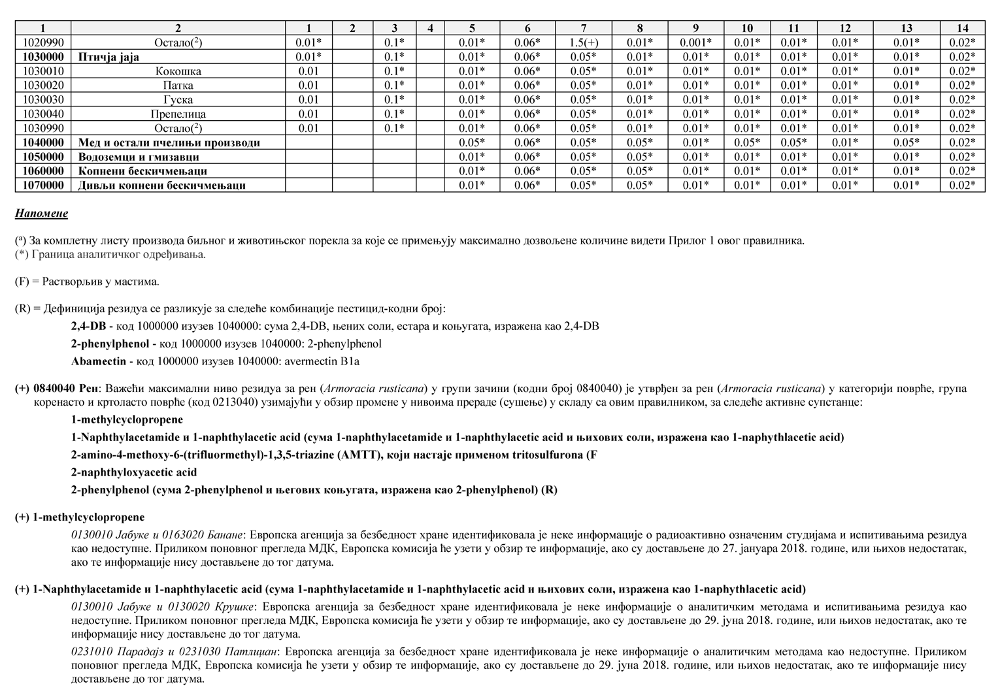 1 2 1 2 3 4 5 6 7 8 9 10 11 12 13 14
1020990 Остало(²) 0.01* 0.1* 0.01* 0.06* 1.5(+) 0.01* 0.001* 0.01* 0.01* 0.01* 0.01* 0.02*
1030000 Птичја јаја 0.01* 0.1* 0.01* 0.06* 0.05* 0.01* 0.01* 0.01* 0.01* 0.01* 0.01* 0.02*
1030010 Кокошка 0.01 0.1* 0.01* 0.06* 0.05* 0.01* 0.01* 0.01* 0.01* 0.01* 0.01* 0.02*
1030020 Патка 0.01 0.1* 0.01* 0.06* 0.05* 0.01* 0.01* 0.01* 0.01* 0.01* 0.01* 0.02*
1030030 Гуска 0.01 0.1* 0.01* 0.06* 0.05* 0.01* 0.01* 0.01* 0.01* 0.01* 0.01* 0.02*
1030040 Препелица 0.01 0.1* 0.01* 0.06* 0.05* 0.01* 0.01* 0.01* 0.01* 0.01* 0.01* 0.02*
1030990 Остало(²) 0.01 0.1* 0.01* 0.06* 0.05* 0.01* 0.01* 0.01* 0.01* 0.01* 0.01* 0.02*
1040000 Мед и остали пчелињи производи 0.05* 0.06* 0.05* 0.05* 0.01* 0.05* 0.05* 0.01* 0.05* 0.02*
1050000 Водоземци и гмизавци 0.01* 0.06* 0.05* 0.05* 0.01* 0.01* 0.01* 0.01* 0.01* 0.02*
1060000 Копнени бескичмењаци 0.01* 0.06* 0.05* 0.05* 0.01* 0.01* 0.01* 0.01* 0.01* 0.02*
1070000 Дивљи копнени бескичмењаци 0.01* 0.06* 0.05* 0.05* 0.01* 0.01* 0.01* 0.01* 0.01* 0.02*
Напомене
(ª) За комплетну листу производа биљног и животињског порекла за које се примењују максимално дозвољене количине видети Прилог 1 овог правилника.
(*) Граница аналитичког одређивања.
(F) = Растворљив у мастима.
(R) = Дефиниција резидуа се разликује за следеће комбинације пестицид-кодни број:
2,4-DB - код 1000000 изузев 1040000: сума 2,4-DB, њених соли, естара и коњугата, изражена као 2,4-DB
2-phenylphenol - код 1000000 изузев 1040000: 2-phenylphenol
Abamectin - код 1000000 изузев 1040000: avermectin B1a
(+) 0840040 Рен: Важећи максимални ниво резидуа за рен (Armoracia rusticana) у групи зачини (кодни број 0840040) је утврђен за рен (Armoracia rusticana) у категорији поврће, група
коренасто и кртоласто поврће (код 0213040) узимајући у обзир промене у нивоима прераде (сушење) у складу са овим правилником, за следеће активне супстанце:
1-methylcyclopropene
1-Naphthylacetamide и 1-naphthylacetic acid (сума 1-naphthylacetamide и 1-naphthylacetic acid и њихових соли, изражена као 1-naphythlacetic acid)
2-amino-4-methoxy-6-(trifluormethyl)-1,3,5-triazine (AMTT), који настаје применом tritosulfurona (F
2-naphthyloxyacetic acid
2-phenylphenol (сума 2-phenylphenol и његових коњугата, изражена као 2-phenylphenol) (R)
(+) 1-methylcyclopropene
0130010 Јабуке и 0163020 Банане: Европска агенција за безбедност хране идентификовала је неке информације о радиоактивно означеним студијама и испитивањима резидуа
као недоступне. Приликом поновног прегледа МДК, Европска комисија ће узети у обзир те информације, ако су достављене до 27. јануара 2018. године, или њихов недостатак,
ако те информације нису достављене до тог датума.
(+) 1-Naphthylacetamide и 1-naphthylacetic acid (сума 1-naphthylacetamide и 1-naphthylacetic acid и њихових соли, изражена као 1-naphythlacetic acid)
0130010 Јабуке и 0130020 Крушке: Европска агенција за безбедност хране идентификовала је неке информације о аналитичким методама и испитивањима резидуа као
недоступне. Приликом поновног прегледа МДК, Европска комисија ће узети у обзир те информације, ако су достављене до 29. јуна 2018. године, или њихов недостатак, ако те
информације нису достављене до тог датума.
0231010 Парадајз и 0231030 Патлиџан: Европска агенција за безбедност хране идентификовала је неке информације о аналитичким методама као недоступне. Приликом
поновног прегледа МДК, Европска комисија ће узети у обзир те информације, ако су достављене до 29. јуна 2018. године, или њихов недостатак, ако те информације нису
достављене до тог датума.